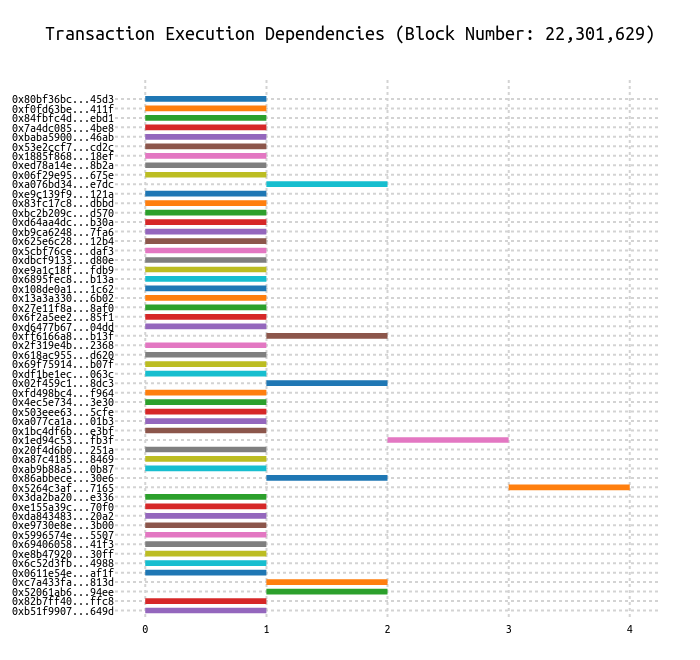 Transaction Execution Dependencies (Block Number: 22,301,629)
0x80bf36bc...45d3
0xf0fd63be...411f
0x84fbfc4d...ebd1
0x7a4dc085...4be8
0xbaba5900...46ab
0x53e2ccf7...cd2c
0x1885f868...18ef
0xed78a14e...8b2a
0x06f29e95...675e
0xa076bd34...e7dc
0xe9c139f9...121a
0x83fc17c8...dbbd
0xbc2b209c...d570
0xd64aa4dc...b30a
0xb9ca6248...7fa6
0x625e6c28...12b4
0x5cbf76ce...daf3
0xdbcf9133...d80e
0xe9a1c18f...fdb9
0x6895fec8...b13a
0x108de0a1...1c62
0x13a3a330...6b02
0x27e11f8a...8af0
0x6f2a5ee2...85f1
0xd6477b67...04dd
0xff6166a8...b13f
0x2f319e4b...2368
0x618ac955...d620
0x69f75914...b07f
0xdf1be1ec...063c
0x02f459c1...8dc3
0xfd498bc4...f964
0x4ec5e734...3e30
0x503eee63...5cfe
0xa077ca1a...01b3
0x1bc4df6b...e3bf
0x1ed94c53...fb3f
0x20f4d6b0...251a
0xa87c4185...8469
0xab9b88a5...0b87
0x86abbece...30e6
0x5264c3af...7165
0x3da2ba20...e336
0xe155a39c...70f0
0xda843483...20a2
0xe9730e8e...3b00
0x5996574e...5507
0x69406058...41f3
0xe8b47920...30ff
0x6c52d3fb...4988
0x0611e54e...af1f
0xc7a433fa...813d
0x52061ab6...94ee
0x82b7ff40...ffc8
0xb51f9907...649d
0 1 2 3 4